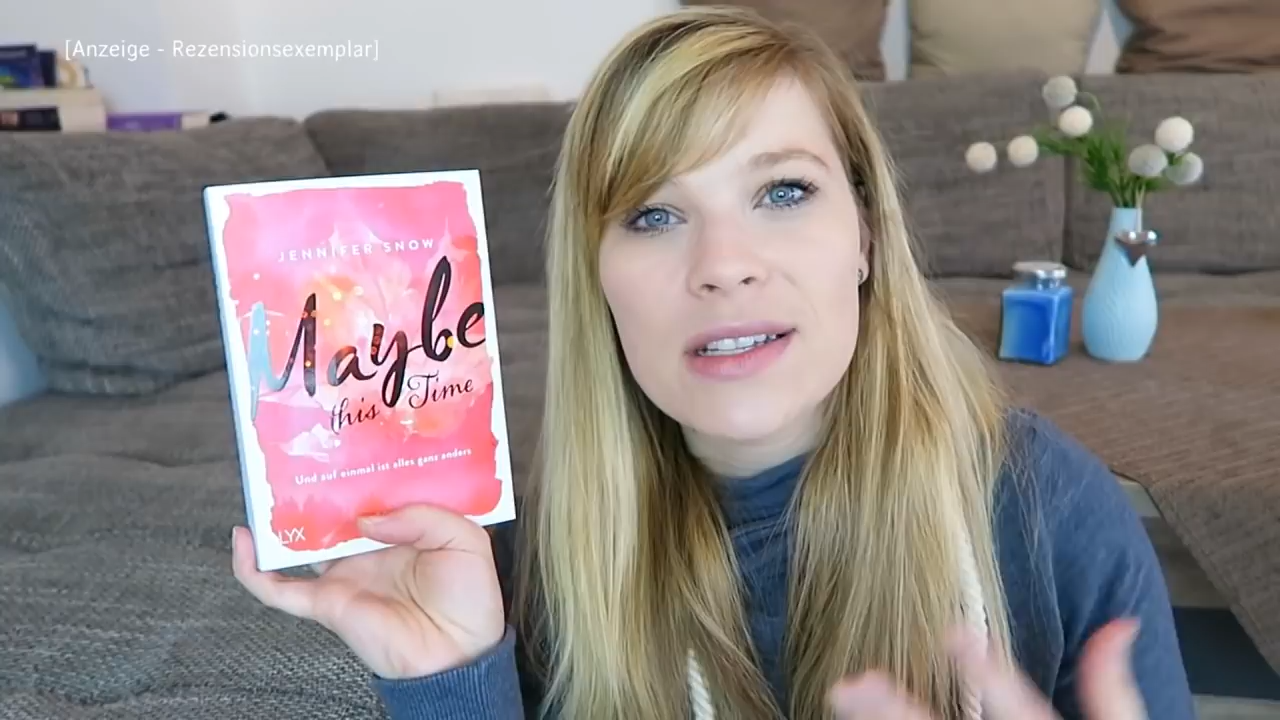 [Anzeige - Rezensionsexemplar]
JENNIFER SNOW
Maybe
this Time
Und auf einmal ist alles ganz anders
LYX